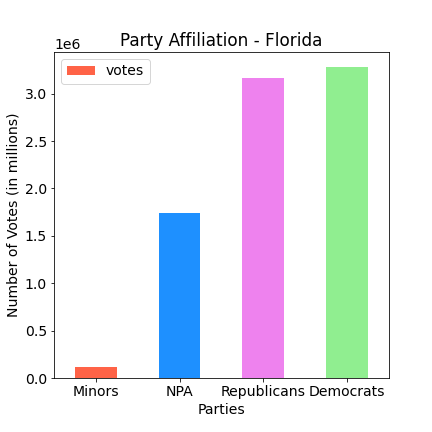 Party Affiliation - Florida
1e6
votes
3.0
2.5
2.0
1.5
1.0
0.5
0.0
Number of Votes (in millions)
Minors NPA Republicans Democrats
Parties